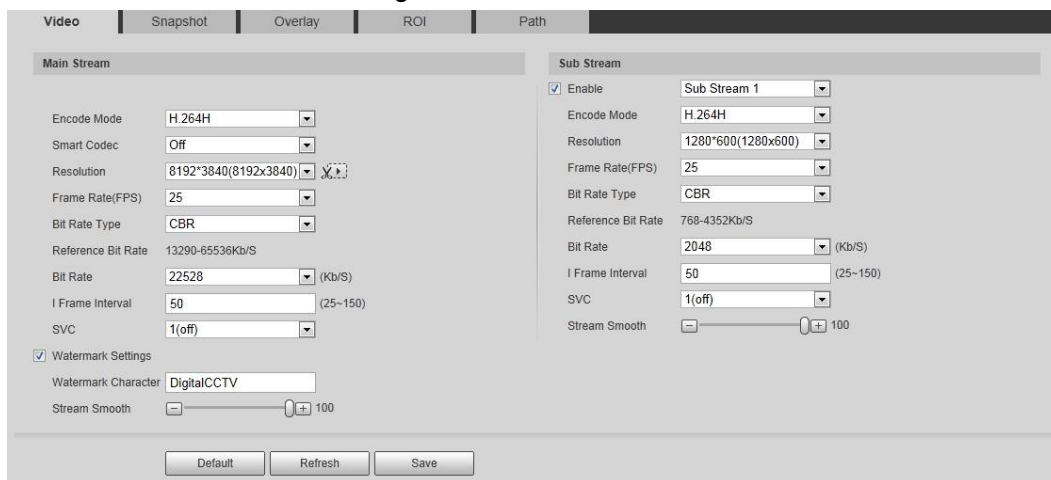 Video Snapshot Overlay ROI Path
Main Stream
Encode Mode H.264H
Smart Codec Off
Resolution 8192*3840(8192x3840)
Frame Rate(FPS) 25
Bit Rate Type CBR
Reference Bit Rate 13290-65536Kb/S
Bit Rate 22528 (Kb/S)
I Frame Interval 50 (25~150)
SVC 1(off)
Watermark Settings
Watermark Character DigitalCCTV
Stream Smooth 100
Sub Stream
Enable Sub Stream 1
Encode Mode H.264H
Resolution 1280*600(1280x600)
Frame Rate(FPS) 25
Bit Rate Type CBR
Reference Bit Rate 768-4352Kb/S
Bit Rate 2048 (Kb/S)
I Frame Interval 50 (25~150)
SVC 1(off)
Stream Smooth 100
Default Refresh Save